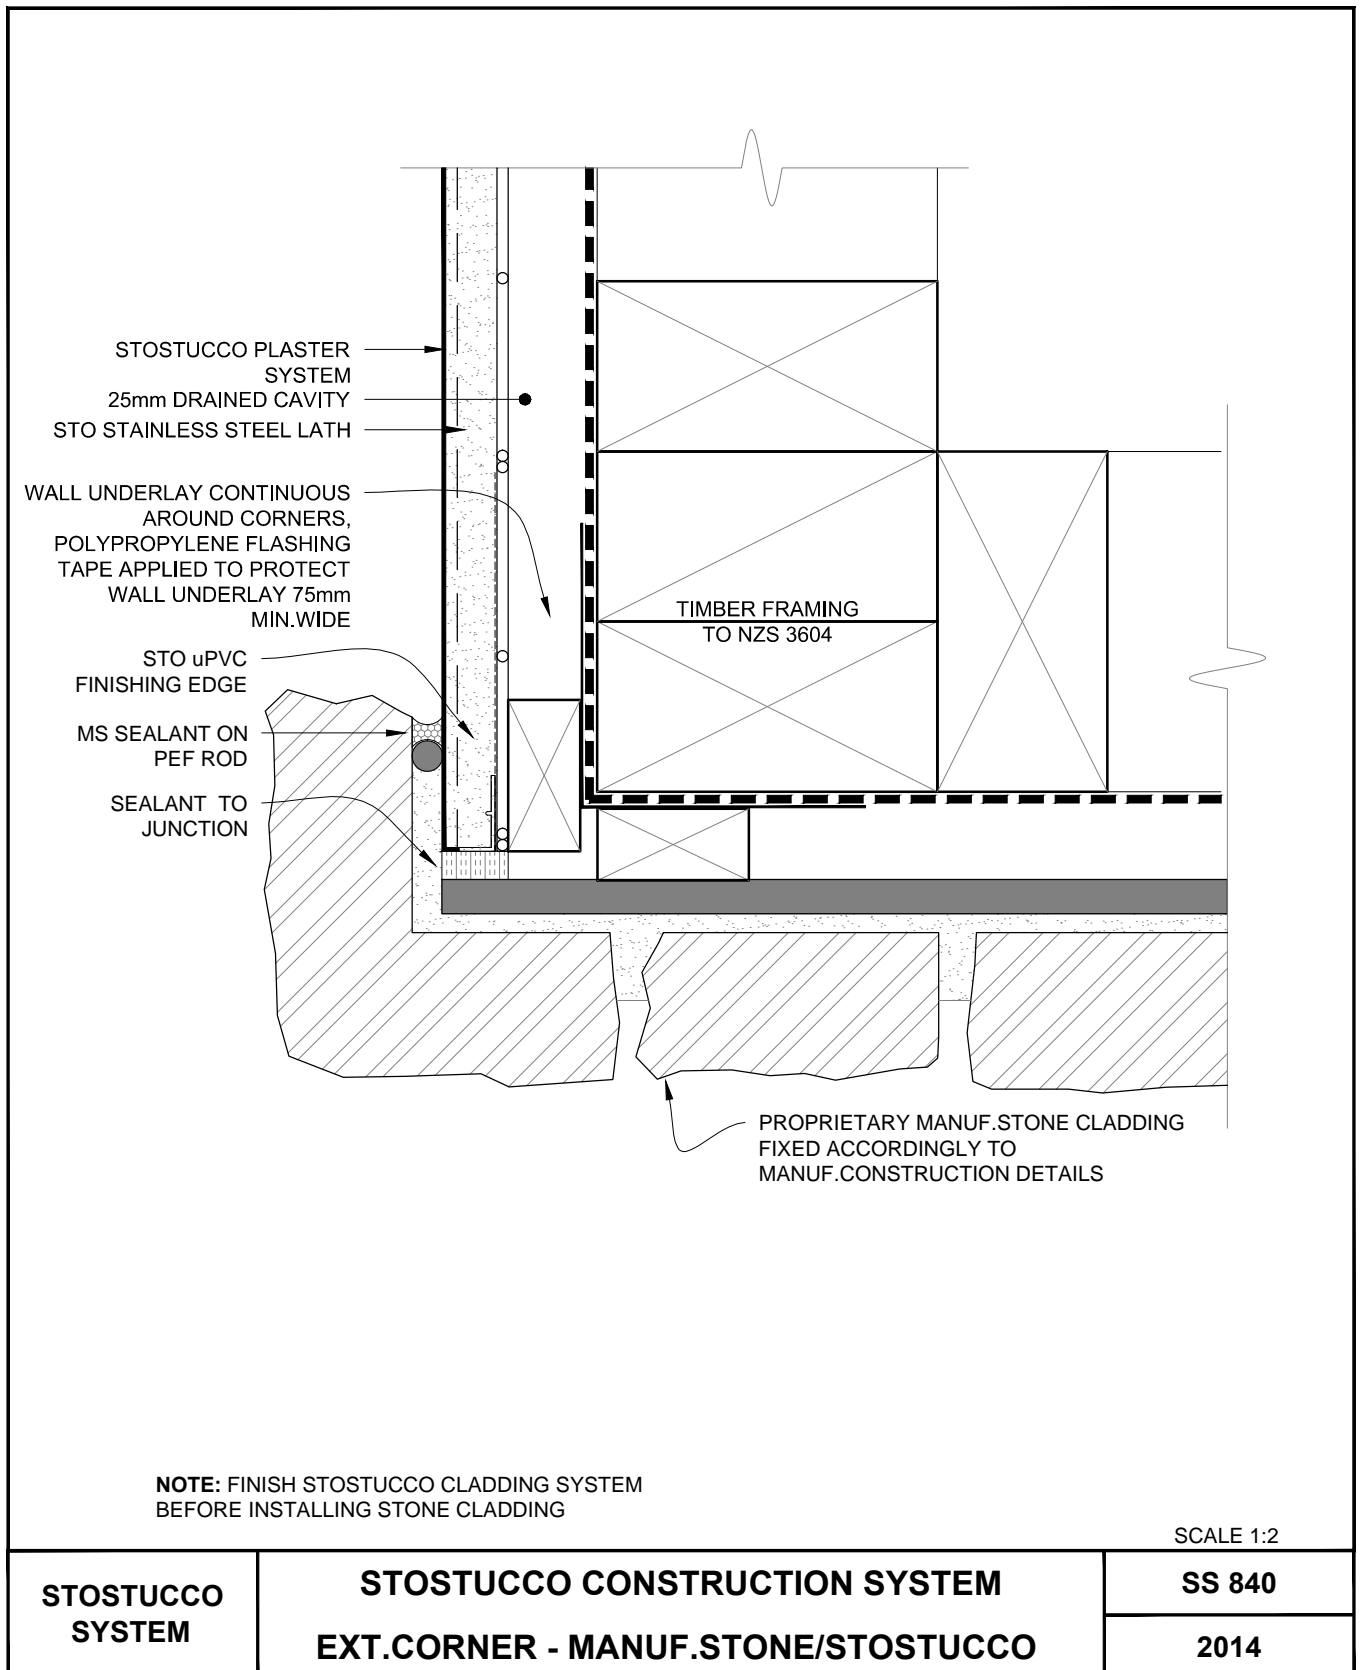 STOSTUCCO PLASTER
SYSTEM
25mm DRAINED CAVITY
STO STAINLESS STEEL LATH
WALL UNDERLAY CONTINUOUS
AROUND CORNERS,
POLYPROPYLENE FLASHING
TAPE APPLIED TO PROTECT
WALL UNDERLAY 75mm
MIN.WIDE
TIMBER FRAMING
TO NZS 3604
STO uPVC
FINISHING EDGE
MS SEALANT ON
PEF ROD
SEALANT TO
JUNCTION
PROPRIETARY MANUF.STONE CLADDING
FIXED ACCORDINGLY TO
MANUF.CONSTRUCTION DETAILS
NOTE: FINISH STOSTUCCO CLADDING SYSTEM
BEFORE INSTALLING STONE CLADDING
SCALE 1:2
STOSTUCCO
SYSTEM
STOSTUCCO CONSTRUCTION SYSTEM
EXT.CORNER - MANUF.STONE/STOSTUCCO
SS 840
2014